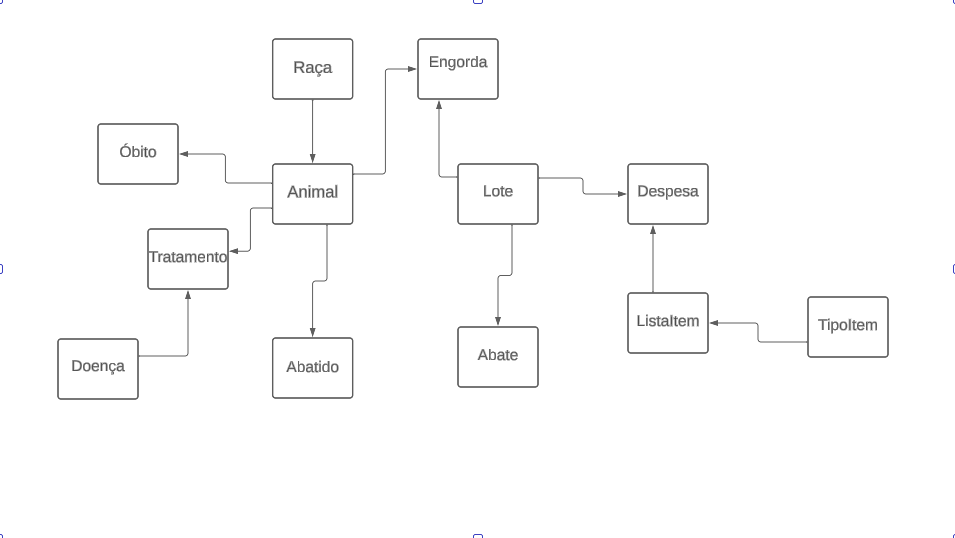 Raça
Engorda
Óbito
Animal
Lote
Despesa
Tratamento
ListaItem
TipoItem
Doença
Abatido
Abate